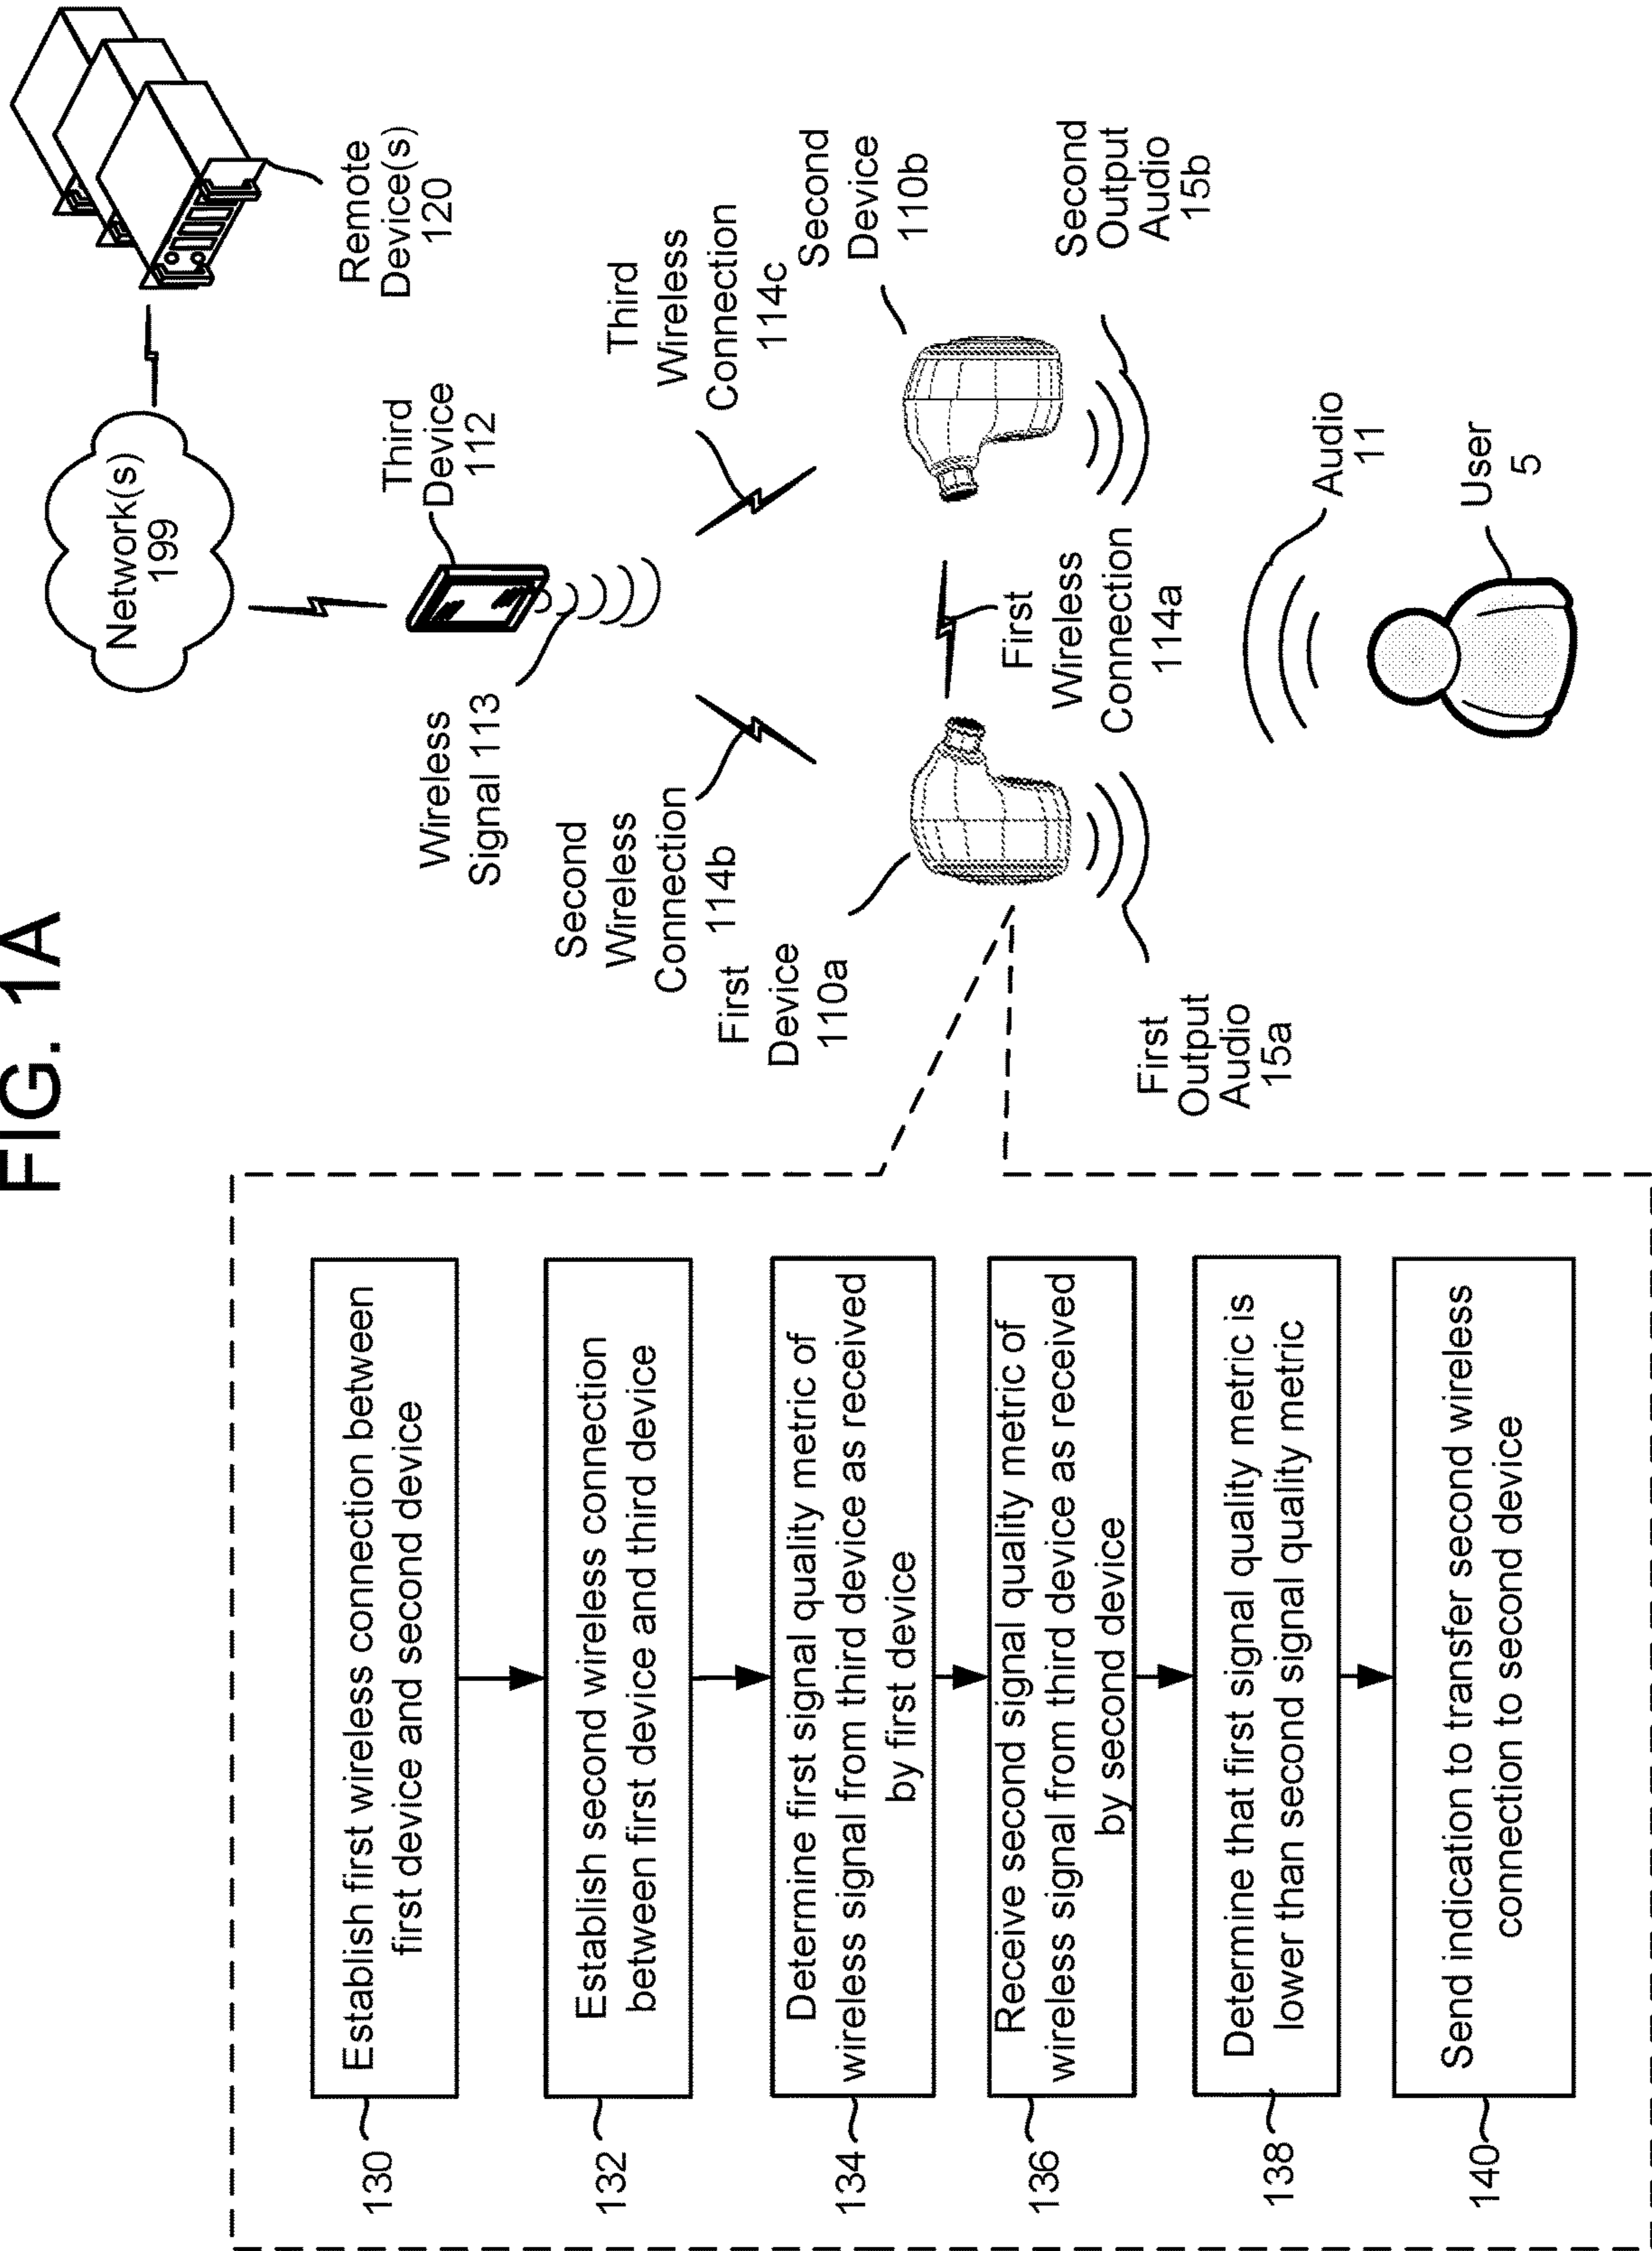 FIG. 1A
130
Establish first wireless connection between
first device and second device
132
Establish second wireless connection
between first device and third device
134
Determine first signal quality metric of
wireless signal from third device as received
by first device
136
Receive second signal quality metric of
wireless signal from third device as received
by second device
138
Determine that first signal quality metric is
lower than second signal quality metric
140
Send indication to transfer second wireless
connection to second device
Network(s)
199
Remote
Device(s)
120
Third
Device
112
Wireless
Signal 113
Second
Wireless
Connection
114b
Third
Wireless
Connection
114c
First
Device
110a
Second
Device
110b
First
Wireless
Connection
114a
First
Output
Audio
15a
Second
Output
Audio
15b
Audio
11
User
5